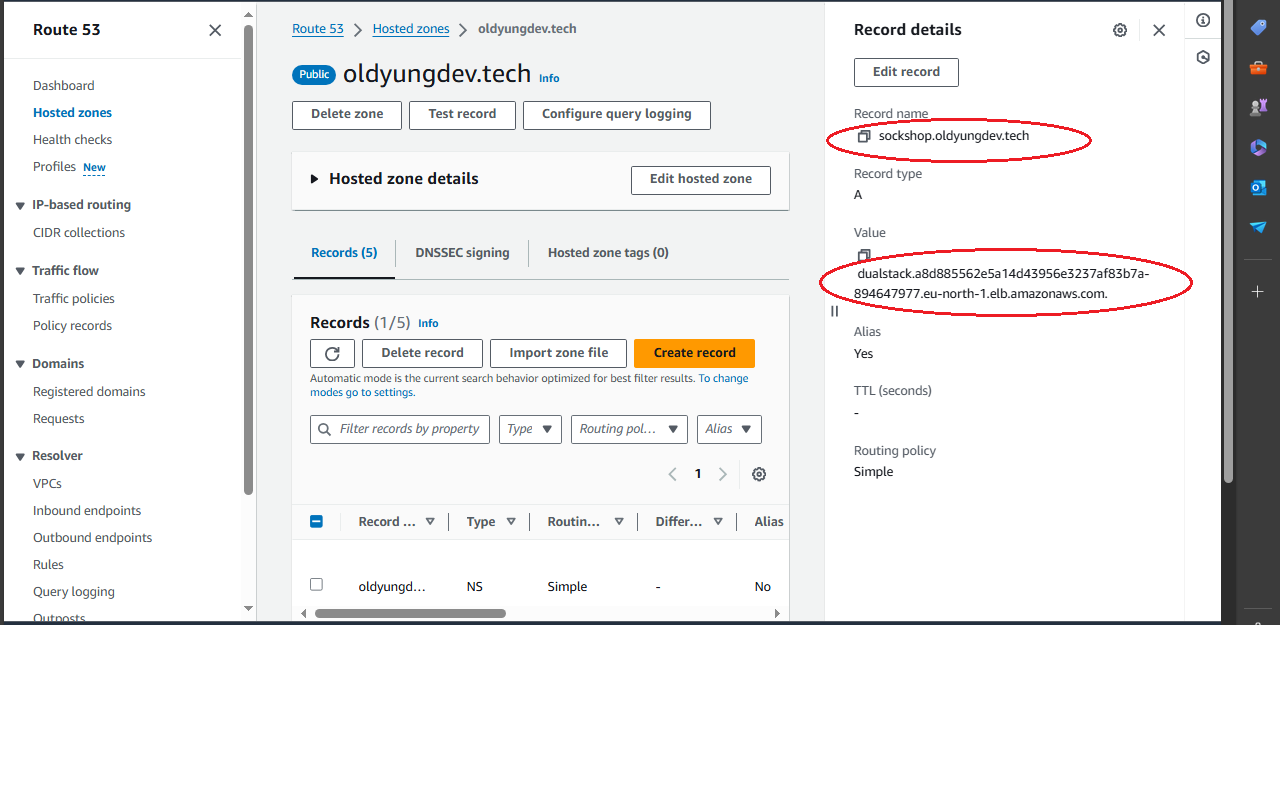 Route 53
Dashboard
Hosted zones
Health checks
Profiles New
IP-based routing
CIDR collections
Traffic flow
Traffic policies
Policy records
Domains
Registered domains
Requests
Resolver
VPCs
Inbound endpoints
Outbound endpoints
Rules
Query logging
Outposts
Route 53
Hosted zones
oldyungdev.tech
Public oldyungdev.tech Info
Delete zone
Test record
Configure query logging
Hosted zone details
Edit hosted zone
Records (5)
DNSSEC signing
Hosted zone tags (0)
Records (1/5) Info
Delete record
Import zone file
Create record
Automatic mode is the current search behavior optimized for best filter results. To change
modes go to settings.
Filter records by property
Type
Routing pol...
Alias
1
Record ...
Type
Routin...
Differ...
Alias
oldyungd...
NS
Simple
-
No
Record details
Edit record
Record name
sockshop.oldyungdev.tech
Record type
A
Value
dualstack.a8d885562e5a14d43956e3237af83b7a-
894647977.eu-north-1.elb.amazonaws.com.
Alias
Yes
TTL (seconds)
-
Routing policy
Simple